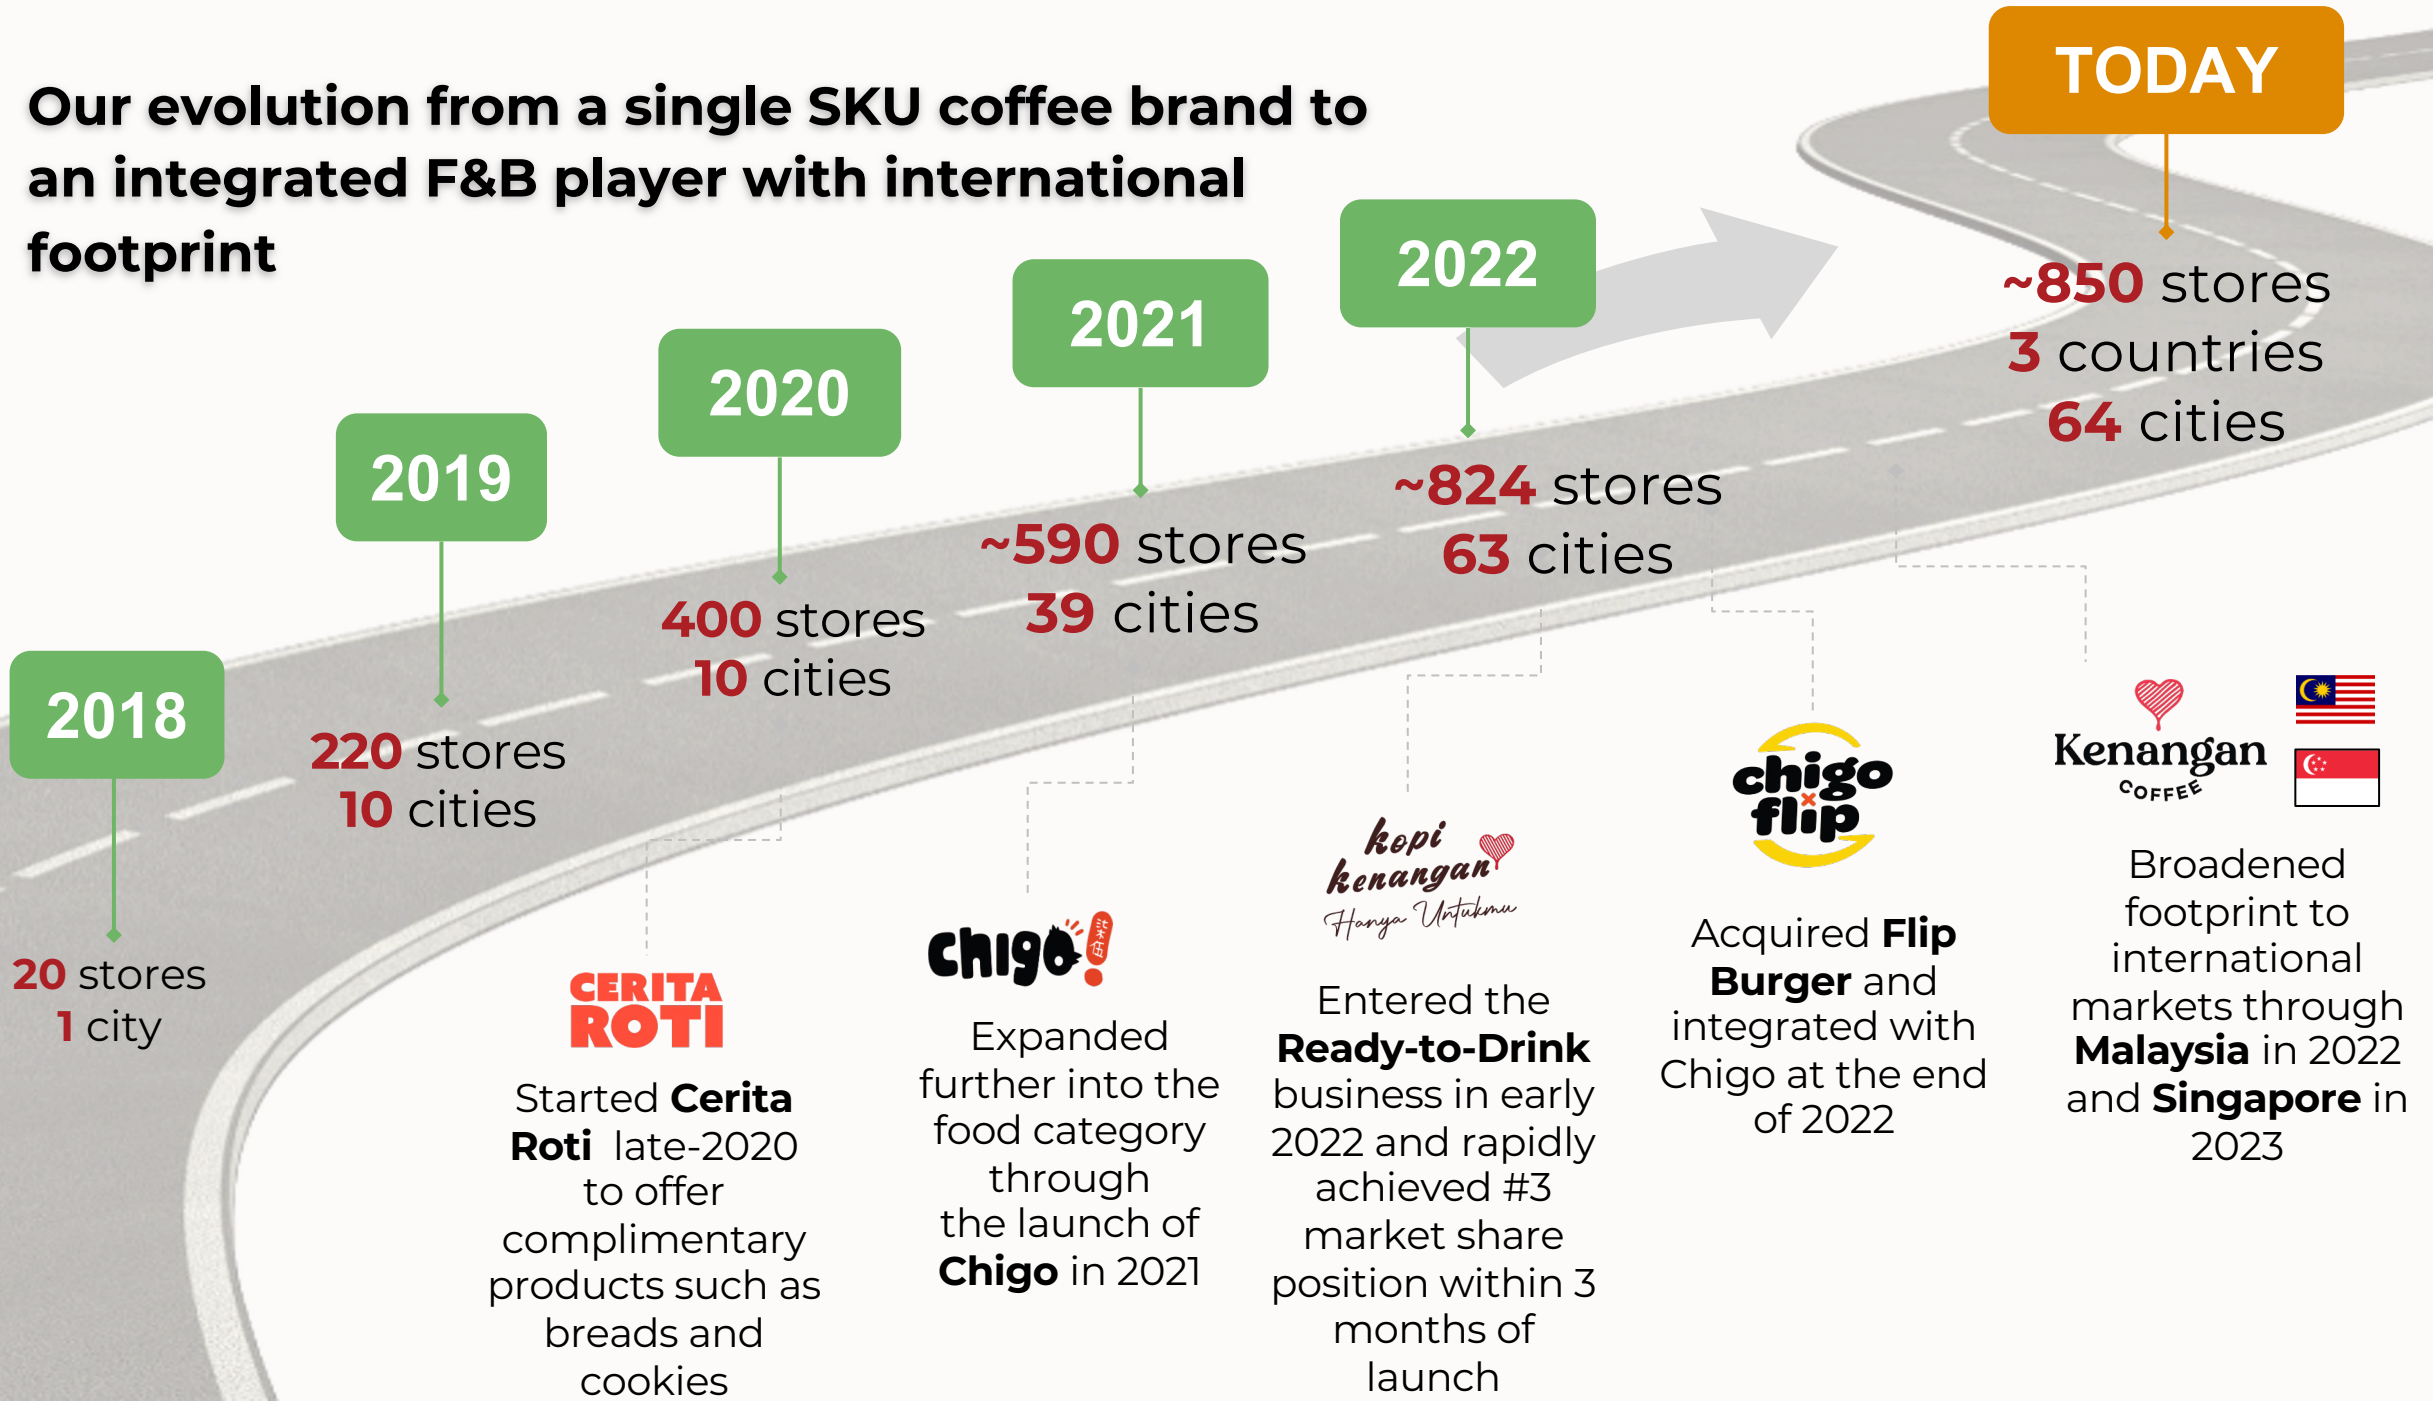 Our evolution from a single SKU coffee brand to
an integrated F&B player with international
footprint
2018
20 stores
1 city
2019
220 stores
10 cities
2020
400 stores
10 cities
2021
~590 stores
39 cities
2022
~824 stores
63 cities
TODAY
~850 stores
3 countries
64 cities
CERITA
ROTI
Started Cerita
Roti late-2020
to offer
complimentary
products such as
breads and
cookies
Chigo!
柒伍
Expanded
further into the
food category
through
the launch of
Chigo in 2021
kopi
kenangan
Hanya Untukmu
Entered the
Ready-to-Drink
business in early
2022 and rapidly
achieved #3
market share
position within 3
months of
launch
chigo
x
flip
Acquired Flip
Burger and
integrated with
Chigo at the end
of 2022
Kenangan
COFFEE
Broadened
footprint to
international
markets through
Malaysia in 2022
and Singapore in
2023